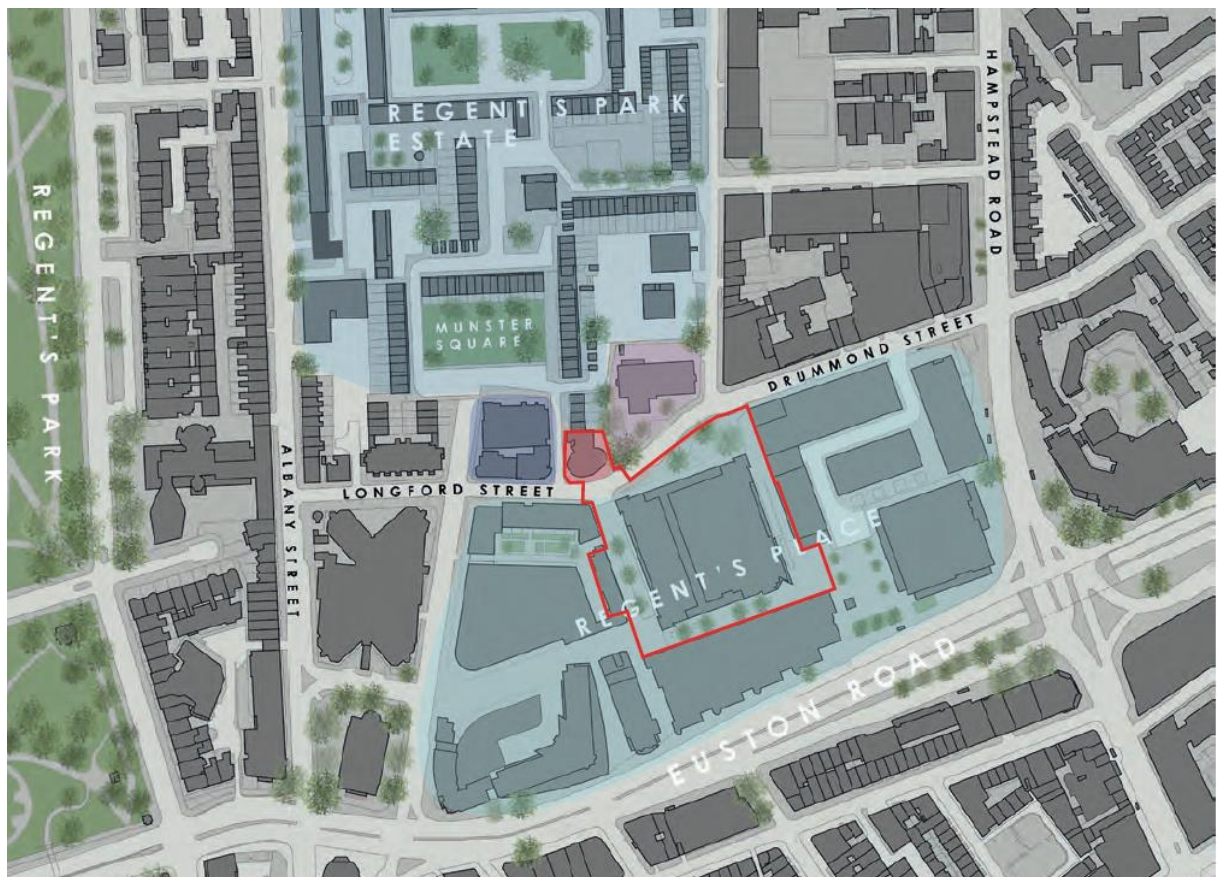 REGENT'S PARK
ESTATE
HAMPSTEAD ROAD
REGENT'S PARK
MUNSTER
SQUARE
DRUMMOND STREET
ALBANY STREET
LONGFORD STREET
REGENT'S PLACE
EUSTON ROAD